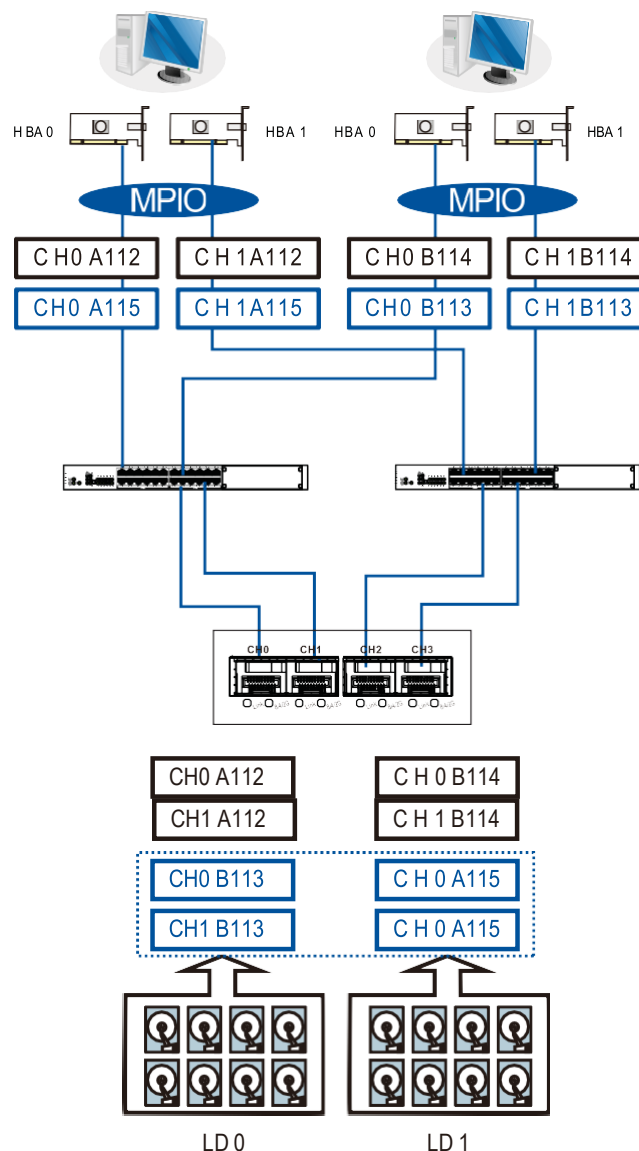 HBA 0 HBA 1 HBA 0 HBA 1
MPIO MPIO
CH0 A112 CH1A112 CH0 B114 CH1B114
CH0 A115 CH1A115 CH0 B113 CH1B113
CH0 CH1 CH2 CH3
CH0 A112 CH0 B114
CH1 A112 CH1 B114
CH0 B113 CH0 A115
CH1 B113 CH0 A115
LD 0 LD 1